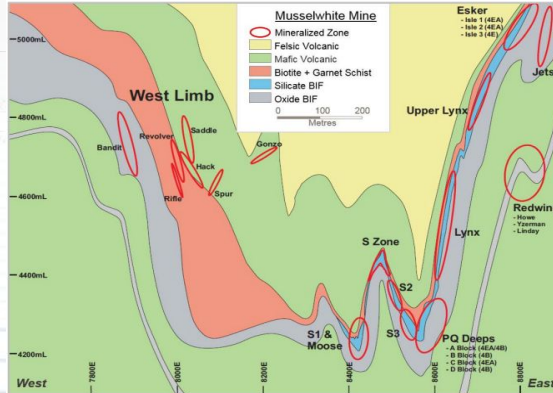 Musselwhite Mine
Mineralized Zone
Felsic Volcanic
Mafic Volcanic
Biotite + Garnet Schist
Silicate BIF
Oxide BIF
0 100 200
Metres
Esker
- Isle 1 (4EA)
- Isle 2 (4EA)
- Isle 3 (4E)
5000mL
Jets
West Limb
Upper Lynx
4800mL
Revolver
Saddle
Bandit
Hack
Gonzo
4600mL
Rifle
Spur
Redwin
- Howe
- Yzerman
- Linday
Lynx
S Zone
4400mL
S2
S1 &
Moose
S3
PQ Deeps
- A Block (4EA/4B)
- B Block (4B)
- C Block (4EA)
- D Block (4B)
4200mL
7800E
8000E
8200E
8400E
8600E
8800E
West
East